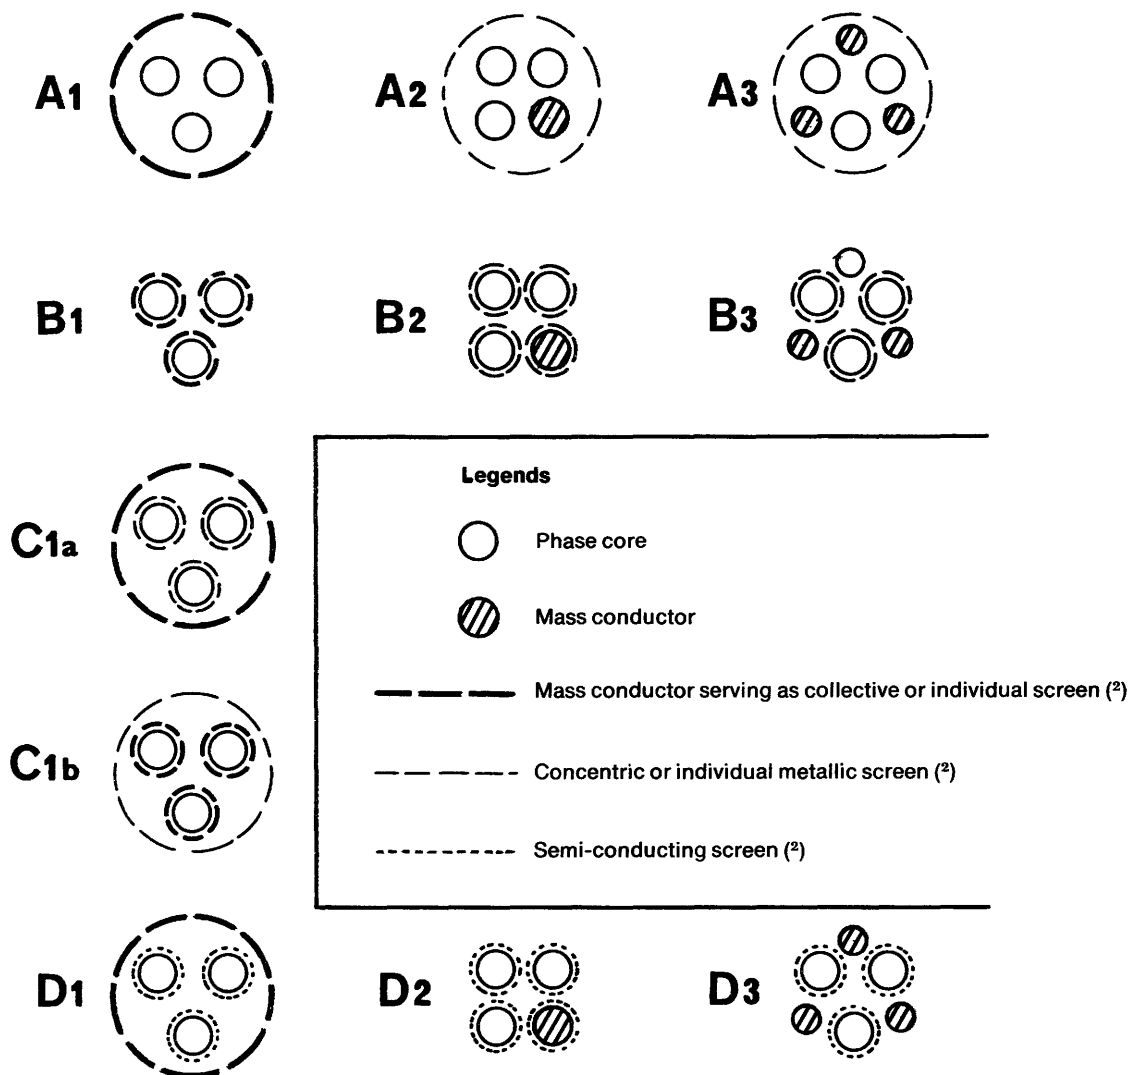 A1
A2
A3
B1
B2
B3
C1a
Legends
Phase core
Mass conductor
Mass conductor serving as collective or individual screen (²)
C1b
Concentric or individual metallic screen (²)
Semi-conducting screen (²)
D1
D2
D3